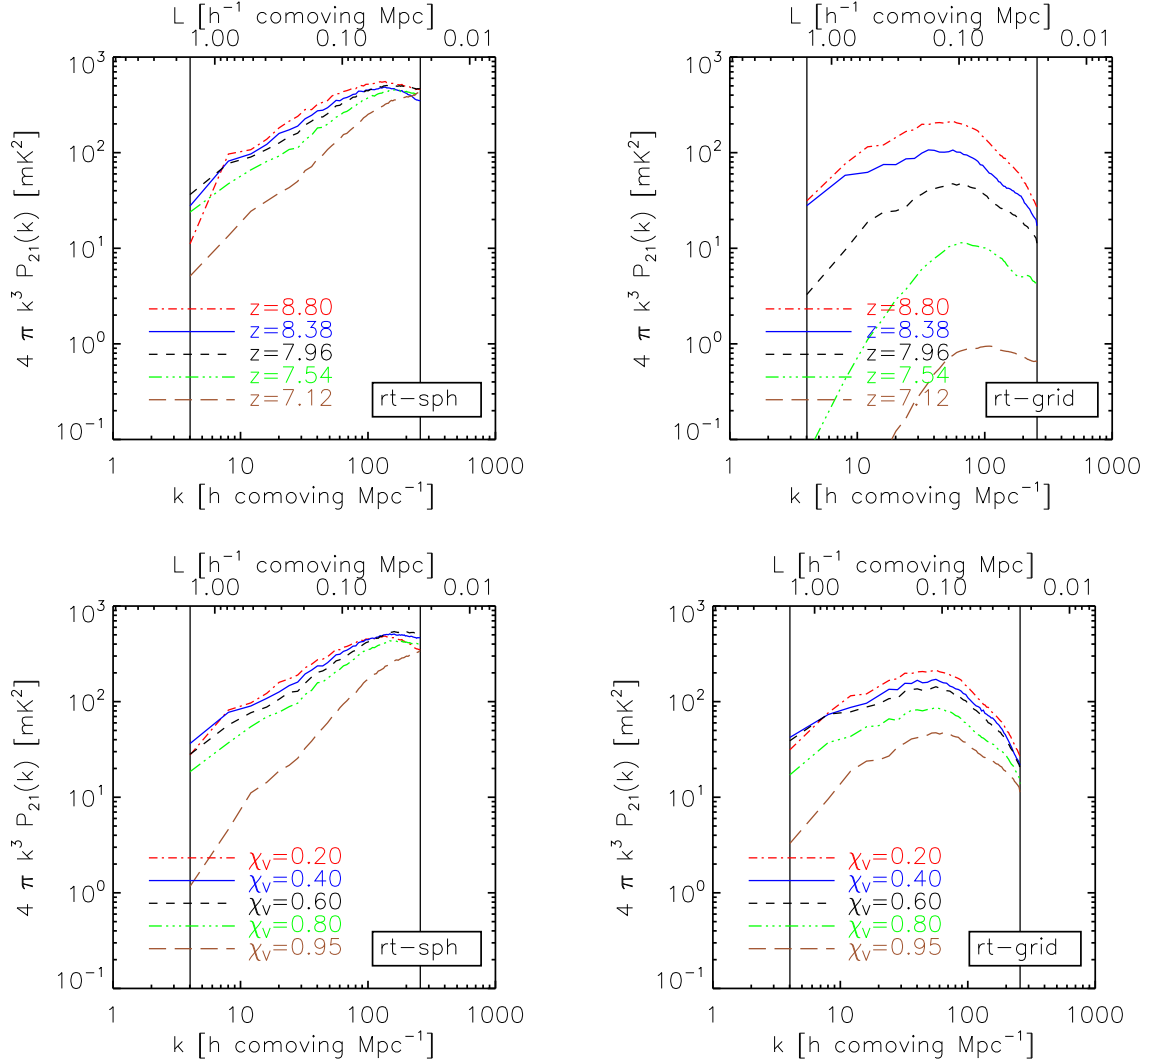 L [h⁻¹ comoving Mpc]
1.00 0.10 0.01
10³
10²
10¹
10⁰
10⁻¹
4 π k³ P₂₁(k) [mK²]
z=8.80
z=8.38
z=7.96
z=7.54
z=7.12
rt-sph
1 10 100 1000
k [h comoving Mpc⁻¹]
L [h⁻¹ comoving Mpc]
1.00 0.10 0.01
10³
10²
10¹
10⁰
10⁻¹
4 π k³ P₂₁(k) [mK²]
z=8.80
z=8.38
z=7.96
z=7.54
z=7.12
rt-grid
1 10 100 1000
k [h comoving Mpc⁻¹]
L [h⁻¹ comoving Mpc]
1.00 0.10 0.01
10³
10²
10¹
10⁰
10⁻¹
4 π k³ P₂₁(k) [mK²]
χᵥ=0.20
χᵥ=0.40
χᵥ=0.60
χᵥ=0.80
χᵥ=0.95
rt-sph
1 10 100 1000
k [h comoving Mpc⁻¹]
L [h⁻¹ comoving Mpc]
1.00 0.10 0.01
10³
10²
10¹
10⁰
10⁻¹
4 π k³ P₂₁(k) [mK²]
χᵥ=0.20
χᵥ=0.40
χᵥ=0.60
χᵥ=0.80
χᵥ=0.95
rt-grid
1 10 100 1000
k [h comoving Mpc⁻¹]